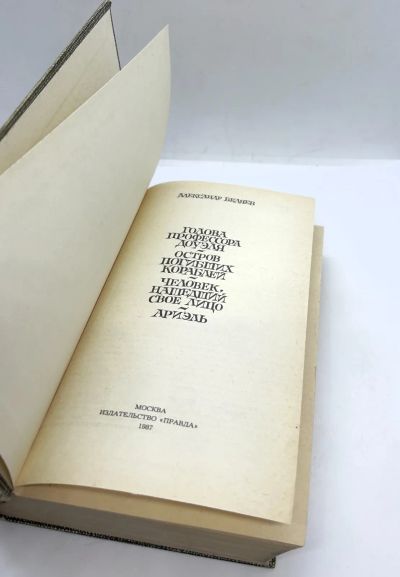 АЛЕКСАНДР БЕЛЯЕВ
ГОЛОВА
ПРОФЕССОРА
ДОУЭЛЯ
~
ОСТРОВ
ПОГИБШИХ
КОРАБЛЕЙ
~
ЧЕЛОВЕК,
НАШЕДШИЙ
СВОЕ ЛИЦО
~
АРИЭЛЬ
МОСКВА
ИЗДАТЕЛЬСТВО «ПРАВДА»
1987